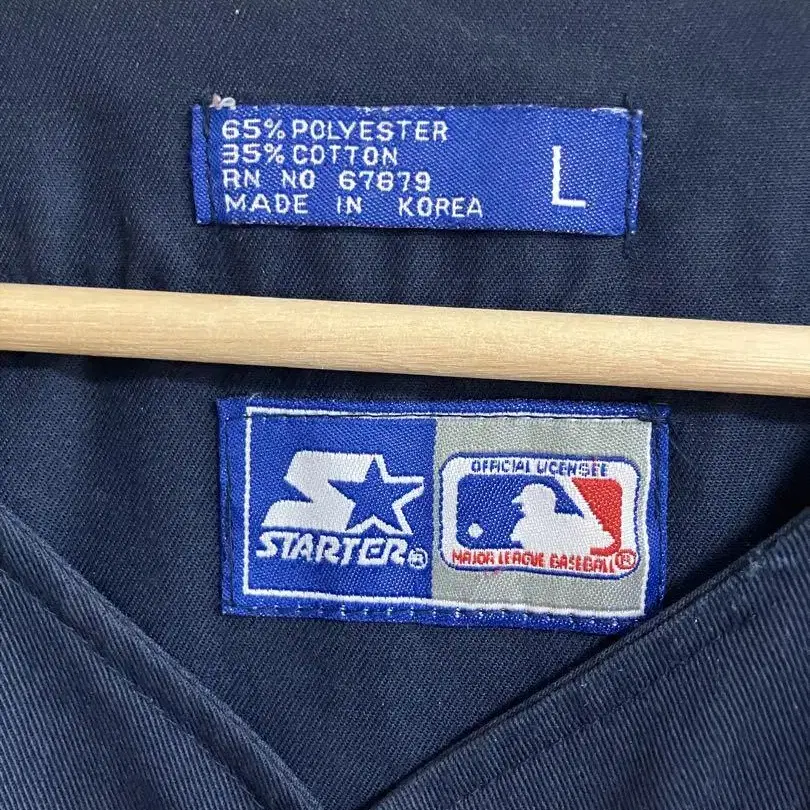 65% POLYESTER
35% COTTON
RN NO 67879
MADE IN KOREA
L
STARTER®
OFFICIAL LICENSEE
MAJOR LEAGUE BASEBALL®